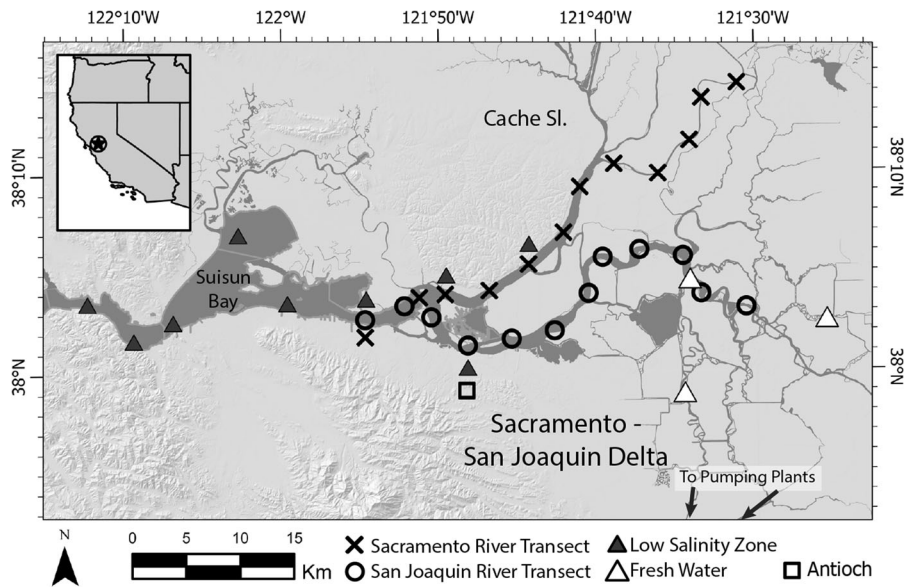 122°10'W 122°0'W 121°50'W 121°40'W 121°30'W
Cache Sl.
38°10'N
38°10'N
Suisun
Bay
38°N
38°N
Sacramento -
San Joaquin Delta
To Pumping Plants
N
0 5 10 15
Km
Sacramento River Transect
San Joaquin River Transect
Low Salinity Zone
Fresh Water
Antioch